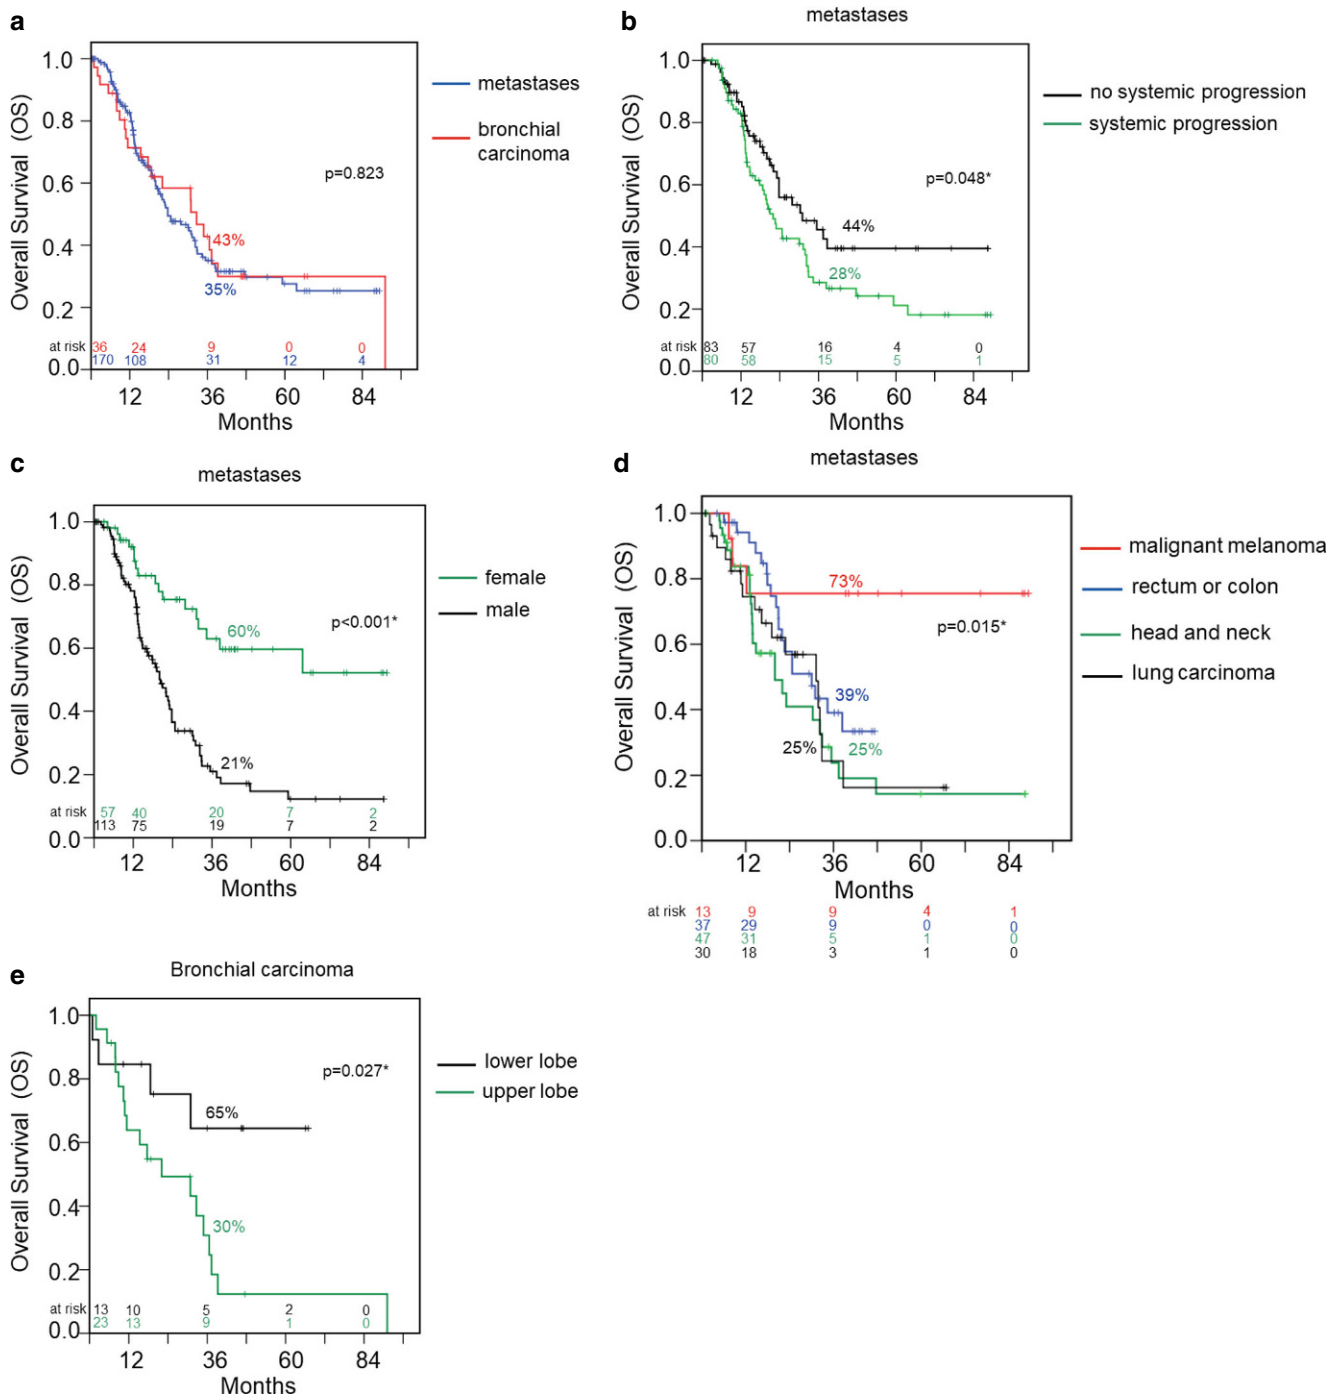 a
1.0
0.8
0.6
0.4
0.2
0.0
Overall Survival (OS)
metastases
bronchial
carcinoma
p=0.823
43%
35%
at risk 36 24 9 0 0
170 108 31 12 4
12 36 60 84
Months
b
metastases
1.0
0.8
0.6
0.4
0.2
0.0
Overall Survival (OS)
no systemic progression
systemic progression
p=0.048*
44%
28%
at risk 83 57 16 4 0
80 58 15 5 1
12 36 60 84
Months
c
metastases
1.0
0.8
0.6
0.4
0.2
0.0
Overall Survival (OS)
female
male
p<0.001*
60%
21%
at risk 57 40 20 7 2
113 75 19 7 2
12 36 60 84
Months
d
metastases
1.0
0.8
0.6
0.4
0.2
0.0
Overall Survival (OS)
malignant melanoma
rectum or colon
head and neck
lung carcinoma
73%
p=0.015*
39%
25% 25%
12 36 60 84
Months
at risk 13 9 9 4 1
37 29 9 0 0
47 31 5 1 0
30 18 3 1 0
e
Bronchial carcinoma
1.0
0.8
0.6
0.4
0.2
0.0
Overall Survival (OS)
lower lobe
upper lobe
p=0.027*
65%
30%
at risk 13 10 5 2 0
23 13 9 1 0
12 36 60 84
Months